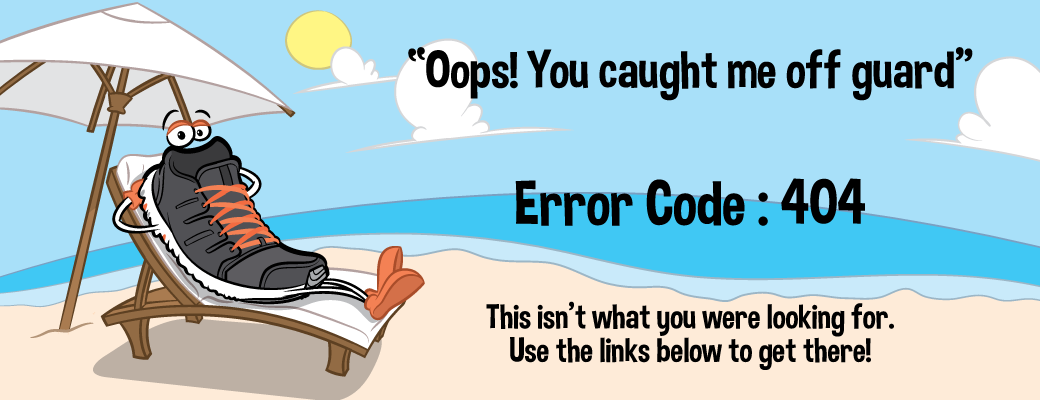 “Oops! You caught me off guard”
Error Code : 404
This isn’t what you were looking for.
Use the links below to get there!